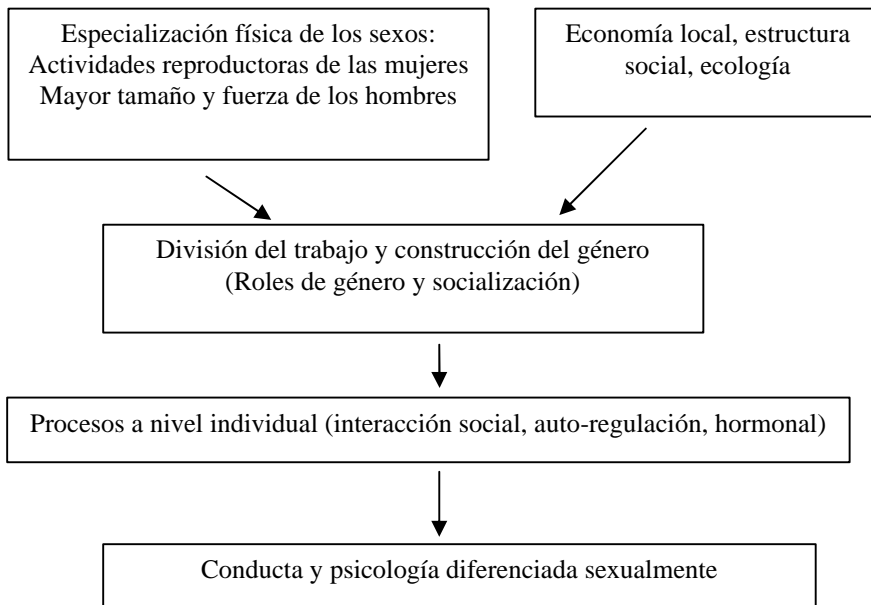 Especialización física de los sexos:
Actividades reproductoras de las mujeres
Mayor tamaño y fuerza de los hombres
Economía local, estructura
social, ecología
División del trabajo y construcción del género
(Roles de género y socialización)
Procesos a nivel individual (interacción social, auto-regulación, hormonal)
Conducta y psicología diferenciada sexualmente